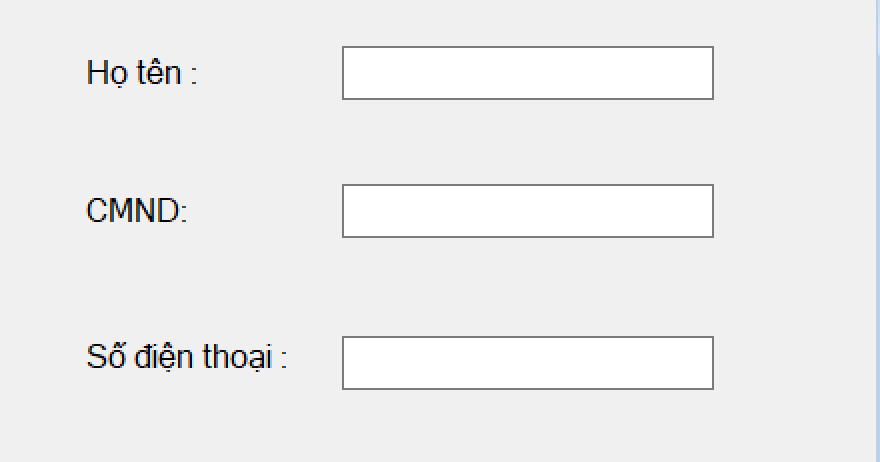 Họ tên :
CMND:
Số điện thoại :